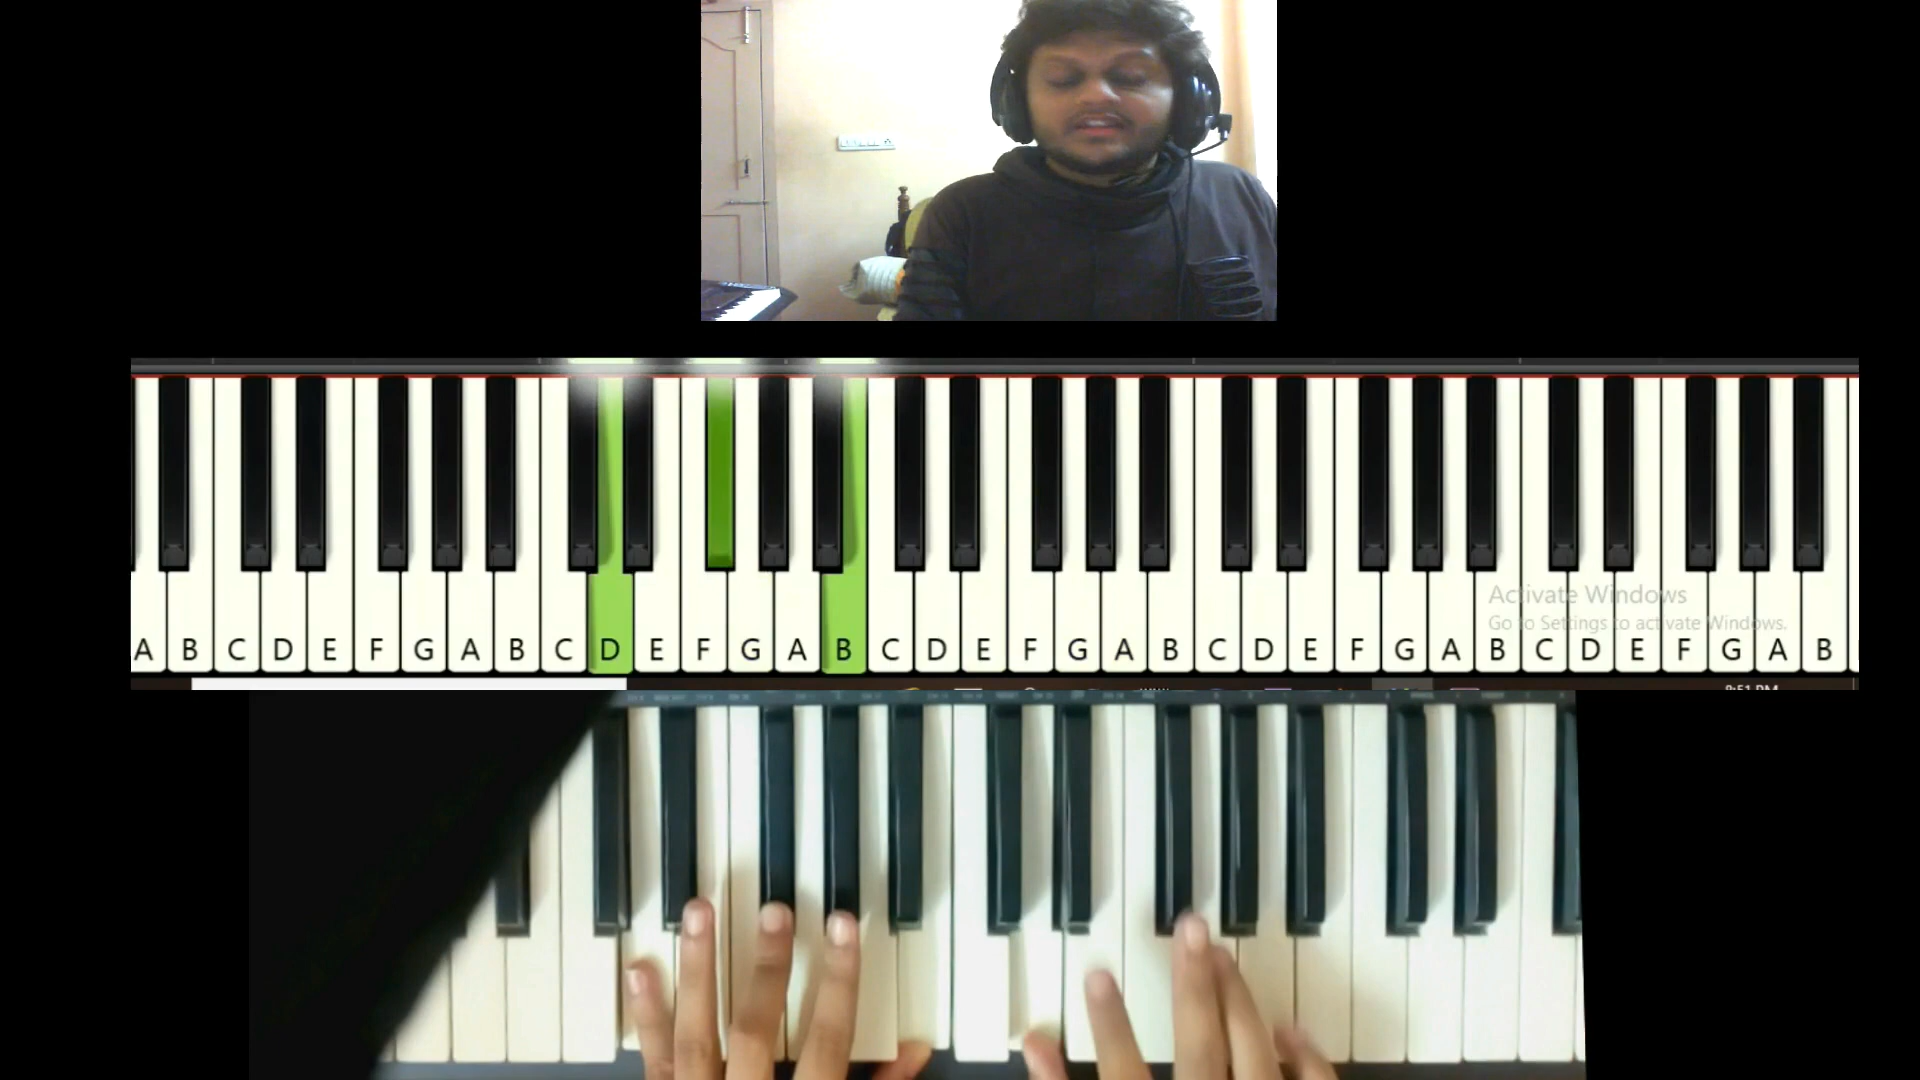 Activate Windows
Go to Settings to activate Windows.
A B C D E F G A B C D E F G A B C D E F G A B C D E F G A B C D E F G A B